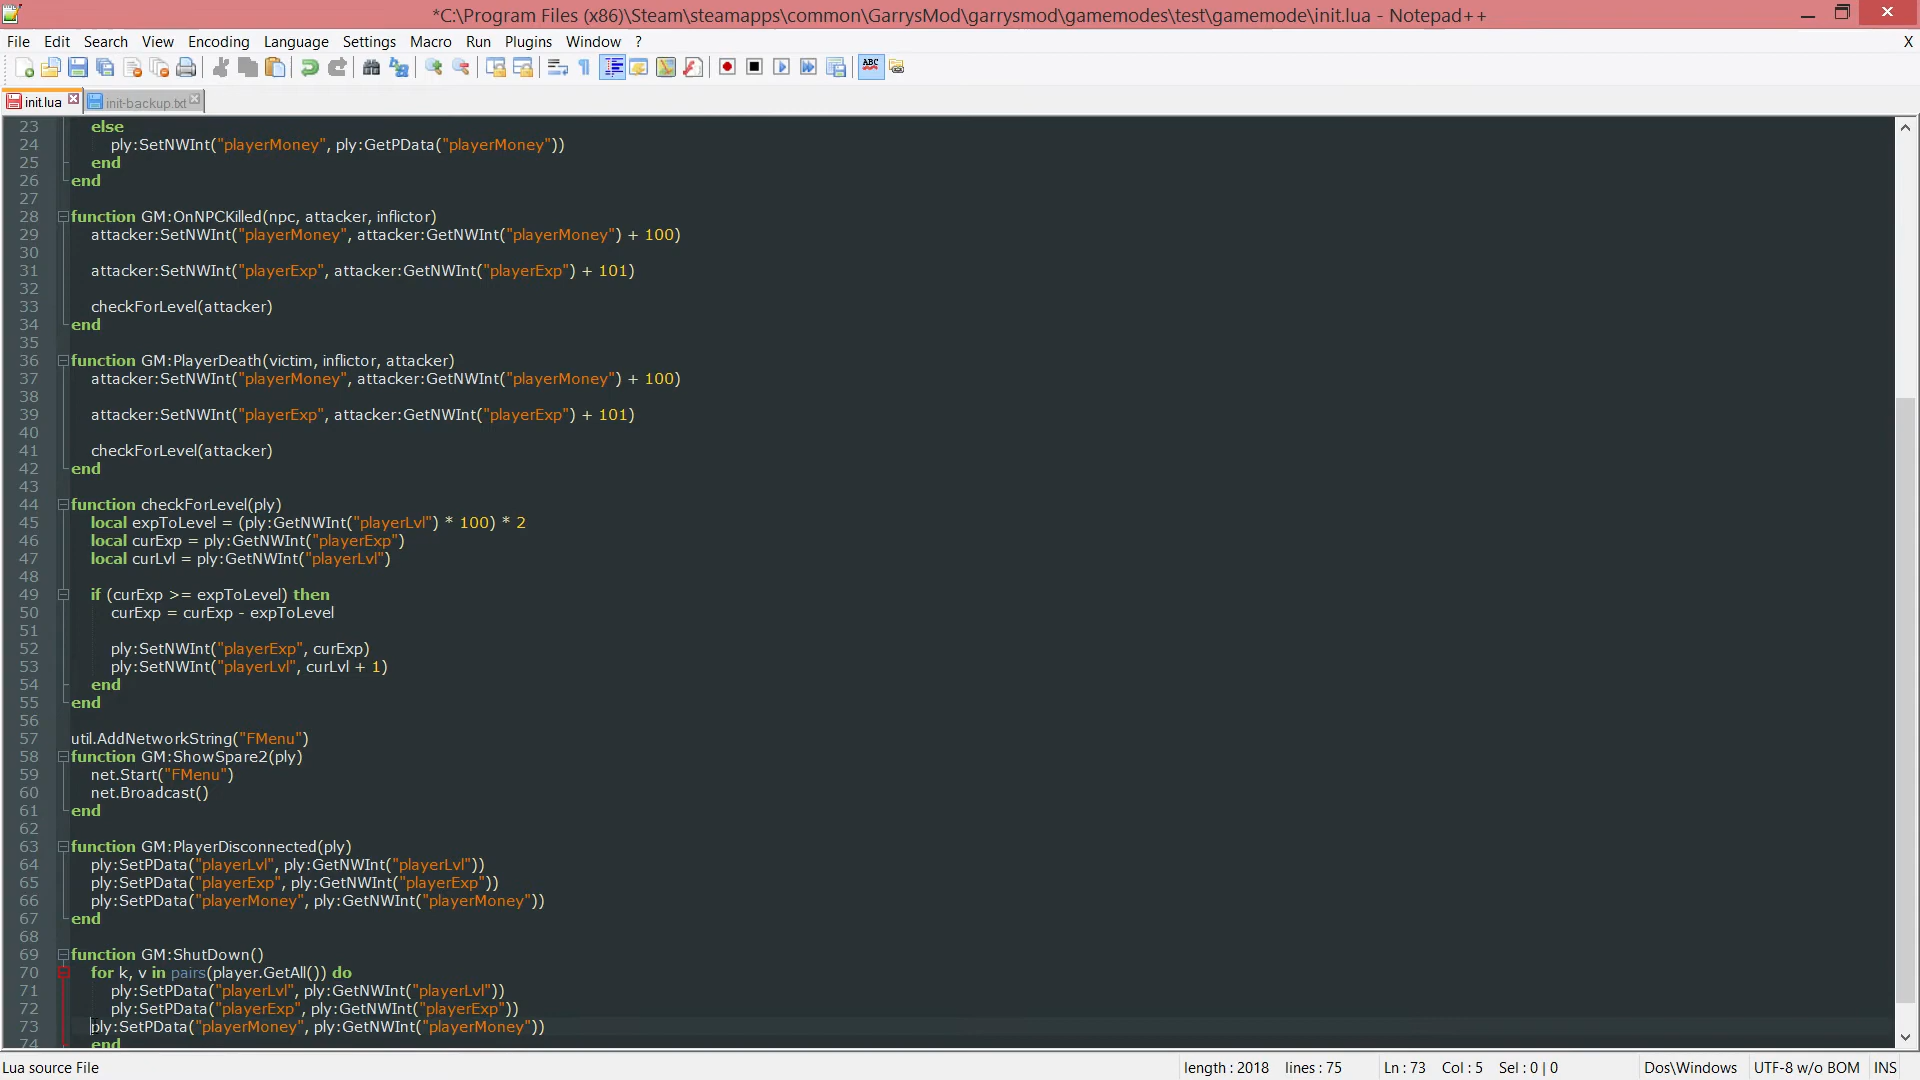 *C:\Program Files (x86)\Steam\steamapps\common\GarrysMod\garrysmod\gamemodes\test\gamemode\init.lua - Notepad++
File Edit Search View Encoding Language Settings Macro Run Plugins Window ? X
init.lua init-backup.txt
23 else
24 ply:SetNWInt("playerMoney", ply:GetPData("playerMoney"))
25 end
26 end
27
28 function GM:OnNPCKilled(npc, attacker, inflictor)
29 attacker:SetNWInt("playerMoney", attacker:GetNWInt("playerMoney") + 100)
30
31 attacker:SetNWInt("playerExp", attacker:GetNWInt("playerExp") + 101)
32
33 checkForLevel(attacker)
34 end
35
36 function GM:PlayerDeath(victim, inflictor, attacker)
37 attacker:SetNWInt("playerMoney", attacker:GetNWInt("playerMoney") + 100)
38
39 attacker:SetNWInt("playerExp", attacker:GetNWInt("playerExp") + 101)
40
41 checkForLevel(attacker)
42 end
43
44 function checkForLevel(ply)
45 local expToLevel = (ply:GetNWInt("playerLvl") * 100) * 2
46 local curExp = ply:GetNWInt("playerExp")
47 local curLvl = ply:GetNWInt("playerLvl")
48
49 if (curExp >= expToLevel) then
50 curExp = curExp - expToLevel
51
52 ply:SetNWInt("playerExp", curExp)
53 ply:SetNWInt("playerLvl", curLvl + 1)
54 end
55 end
56
57 util.AddNetworkString("FMenu")
58 function GM:ShowSpare2(ply)
59 net.Start("FMenu")
60 net.Broadcast()
61 end
62
63 function GM:PlayerDisconnected(ply)
64 ply:SetPData("playerLvl", ply:GetNWInt("playerLvl"))
65 ply:SetPData("playerExp", ply:GetNWInt("playerExp"))
66 ply:SetPData("playerMoney", ply:GetNWInt("playerMoney"))
67 end
68
69 function GM:ShutDown()
70 for k, v in pairs(player.GetAll()) do
71 ply:SetPData("playerLvl", ply:GetNWInt("playerLvl"))
72 ply:SetPData("playerExp", ply:GetNWInt("playerExp"))
73 ply:SetPData("playerMoney", ply:GetNWInt("playerMoney"))
74 end
Lua source File length : 2018 lines : 75 Ln : 73 Col : 5 Sel : 0 | 0 Dos\Windows UTF-8 w/o BOM INS